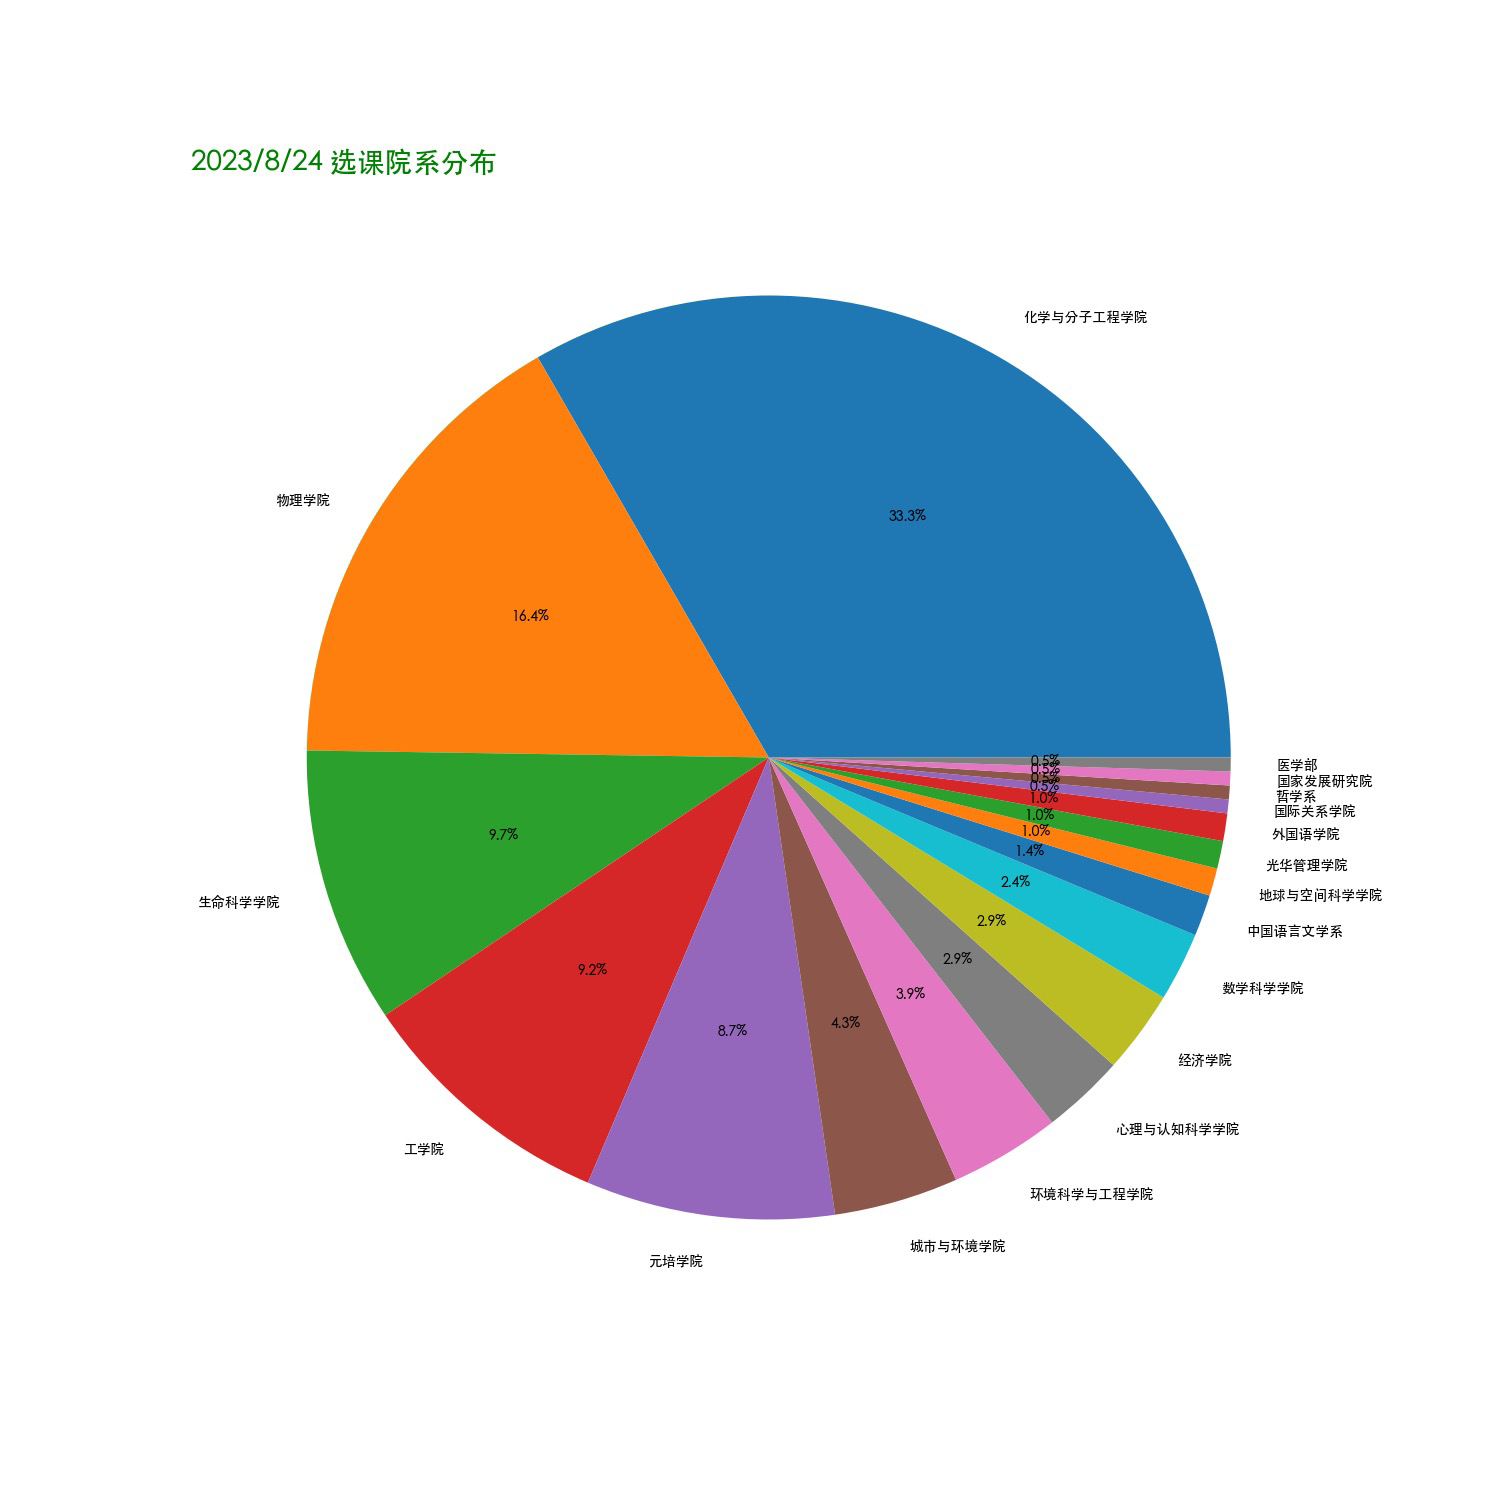 2023/8/24 选课院系分布
化学与分子工程学院
33.3%
物理学院
16.4%
生命科学学院
9.7%
工学院
9.2%
元培学院
8.7%
城市与环境学院
4.3%
环境科学与工程学院
3.9%
心理与认知科学学院
2.9%
经济学院
2.9%
数学科学学院
2.4%
中国语言文学系
1.4%
地球与空间科学学院
1.0%
光华管理学院
1.0%
外国语学院
1.0%
国际关系学院
0.5%
哲学系
0.5%
国家发展研究院
0.5%
医学部
0.5%